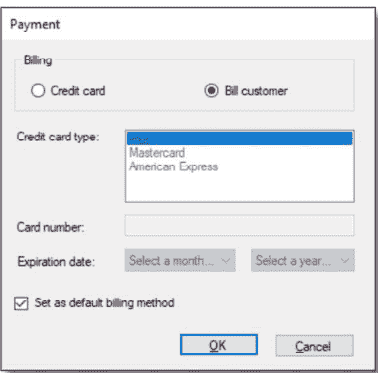 Payment
Billing
Credit card
Bill customer
Credit card type:
Mastercard
American Express
Card number:
Expiration date:
Select a month...
Select a year...
Set as default billing method
OK
Cancel